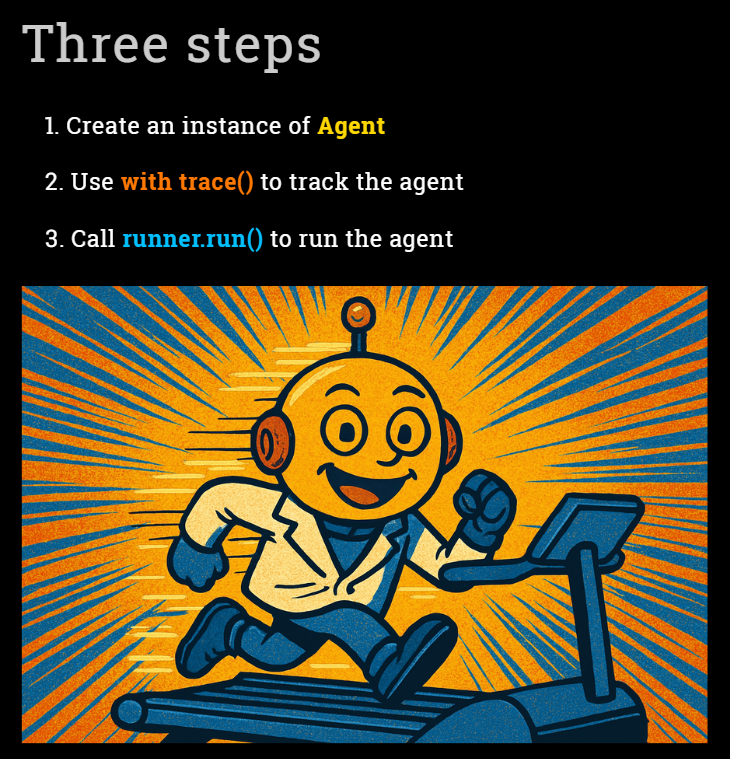 Three steps
1. Create an instance of Agent
2. Use with trace() to track the agent
3. Call runner.run() to run the agent